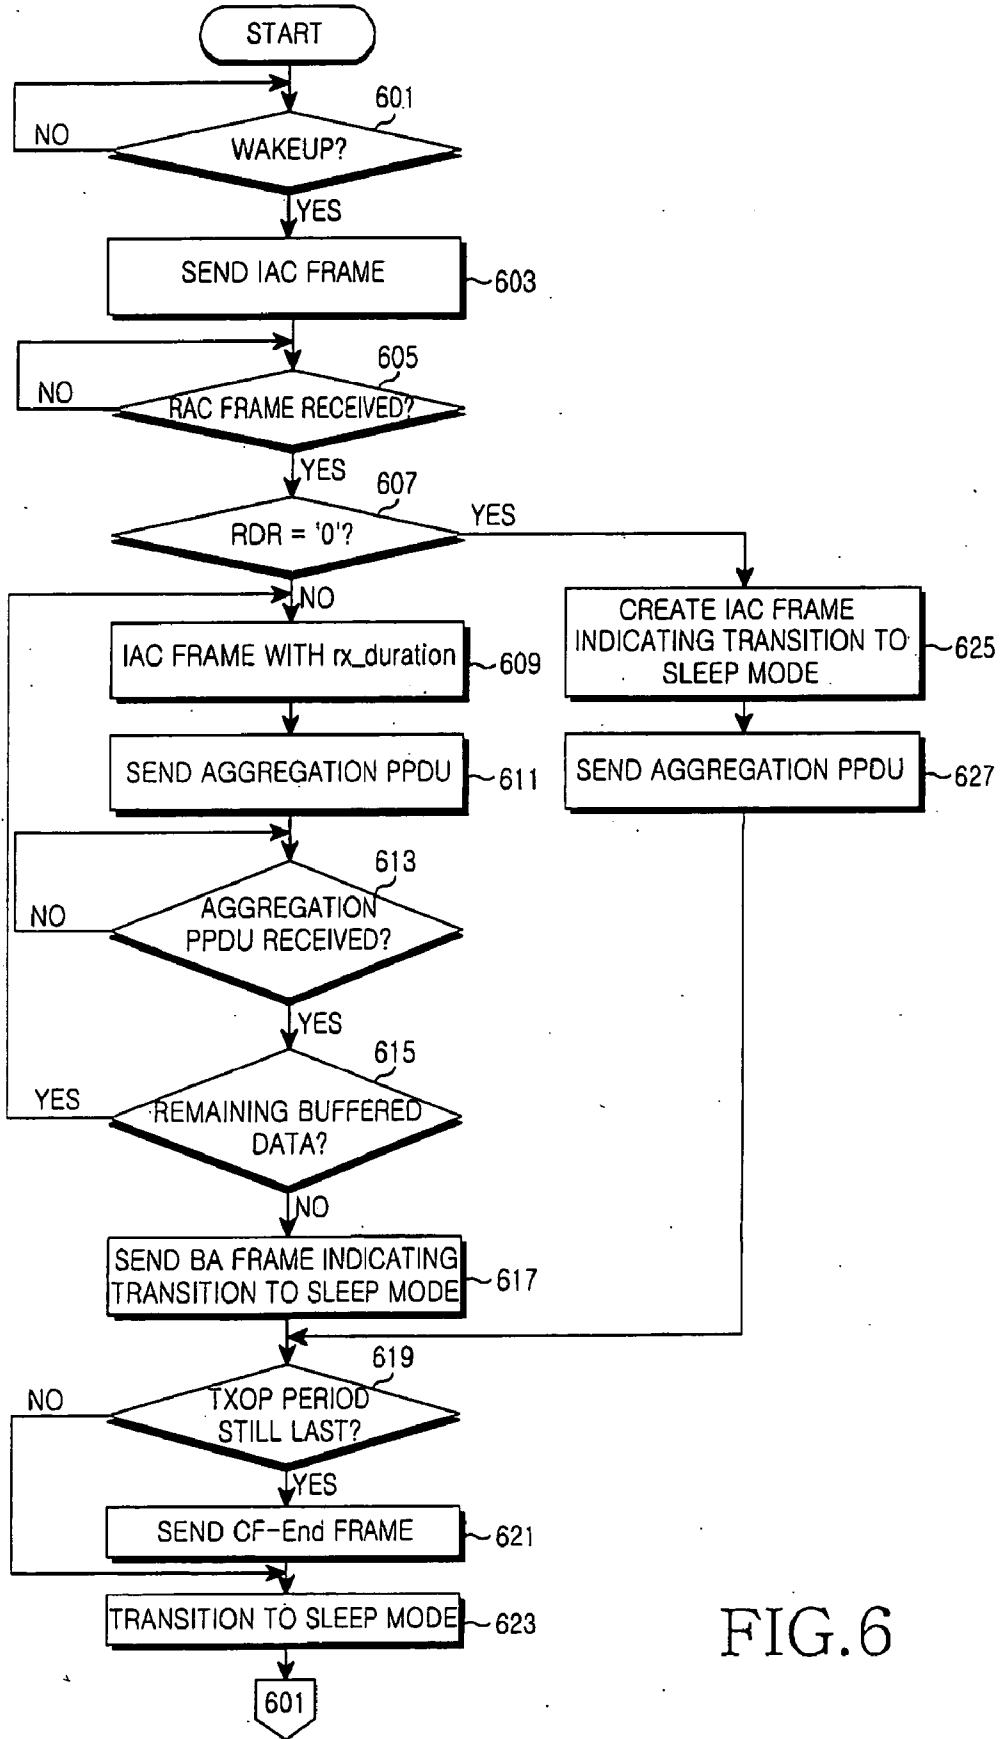 START
601
NO
WAKEUP?
YES
SEND IAC FRAME
603
605
NO
RAC FRAME RECEIVED?
YES
607
RDR = '0'?
YES
NO
CREATE IAC FRAME
INDICATING TRANSITION TO
SLEEP MODE
625
IAC FRAME WITH rx_duration
609
SEND AGGREGATION PPDU
611
SEND AGGREGATION PPDU
627
613
NO
AGGREGATION
PPDU RECEIVED?
YES
615
YES
REMAINING BUFFERED
DATA?
NO
SEND BA FRAME INDICATING
TRANSITION TO SLEEP MODE
617
619
NO
TXOP PERIOD
STILL LAST?
YES
SEND CF-End FRAME
621
TRANSITION TO SLEEP MODE
623
601
FIG.6